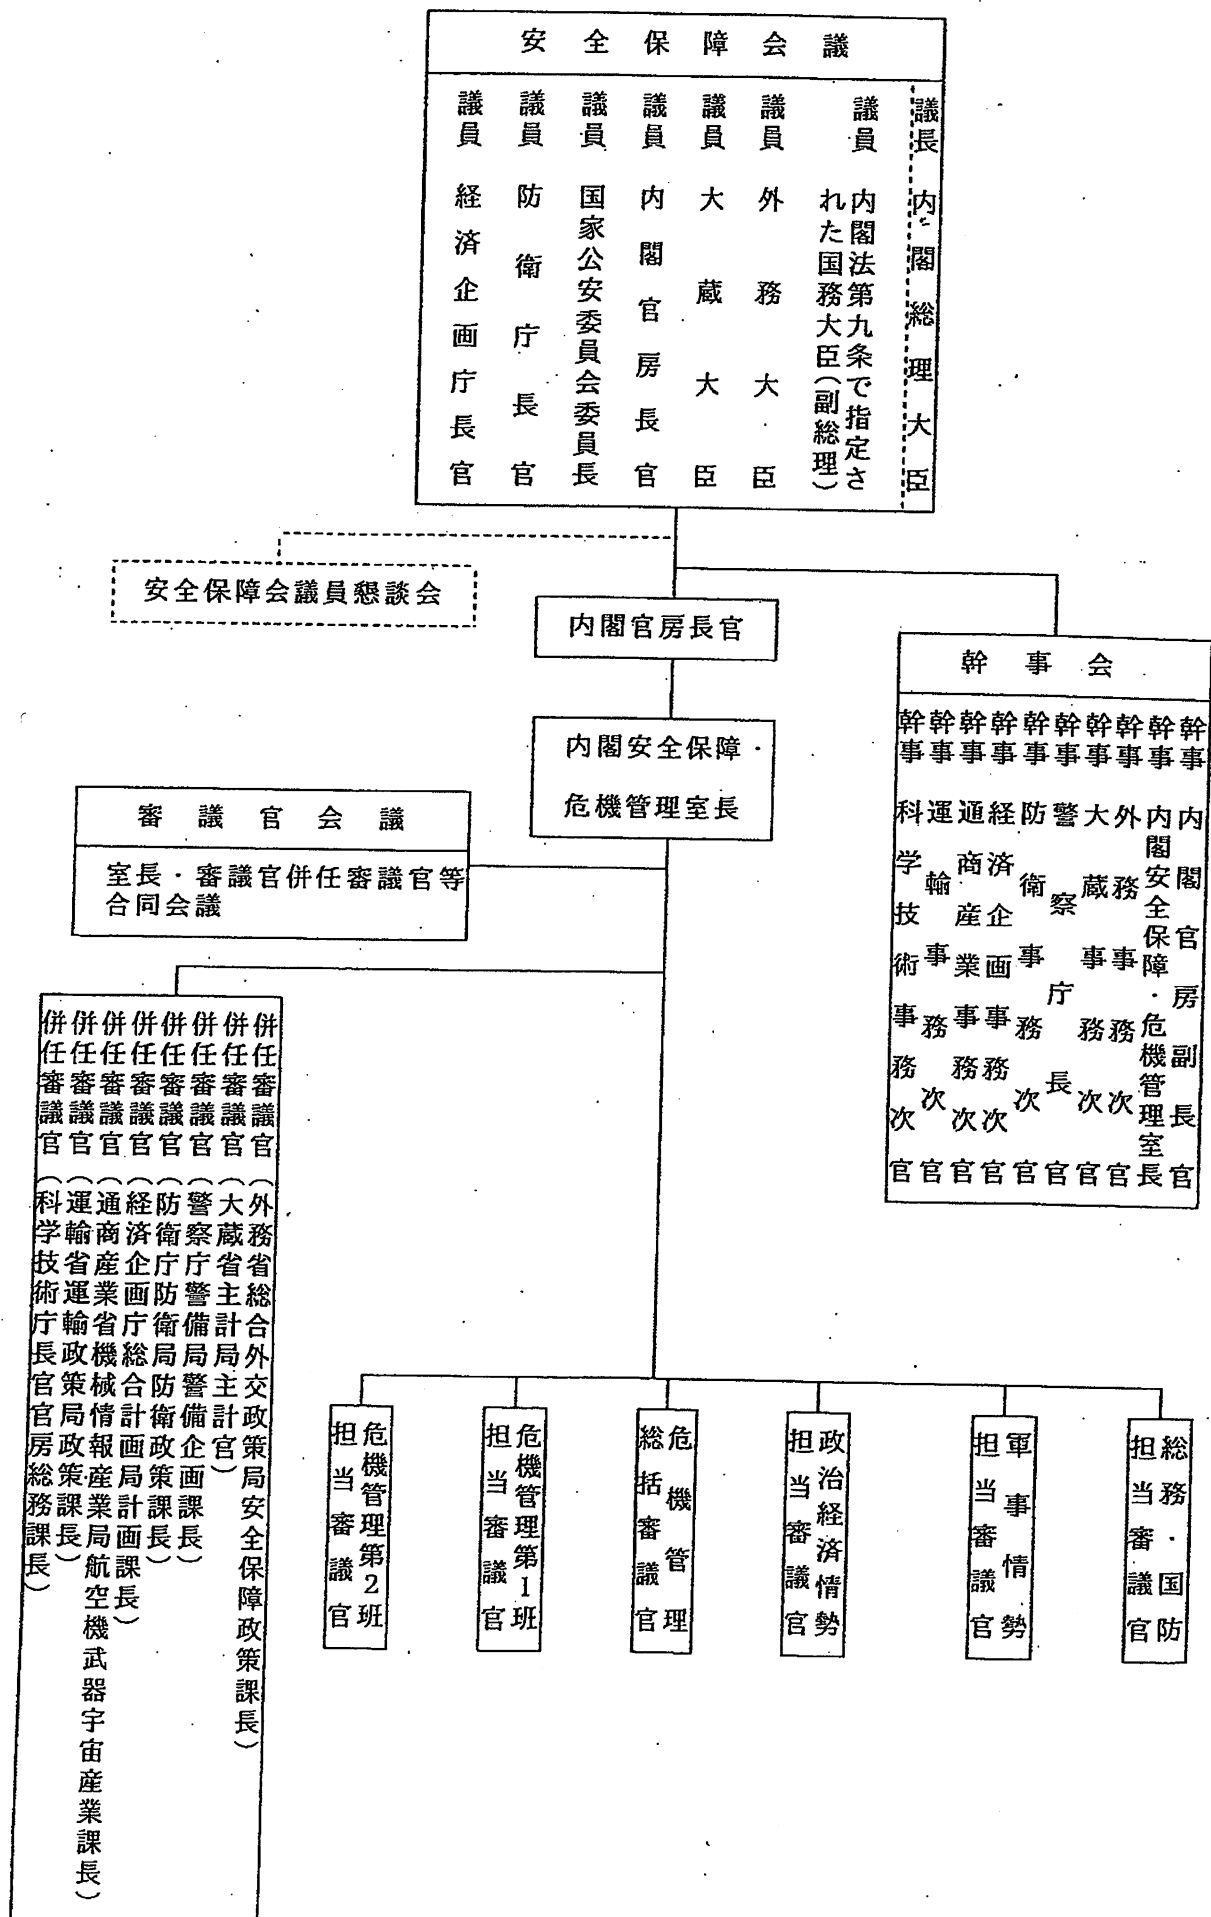 安全保障会議
議長 内閣総理大臣
議員 内閣法第九条で指定さ
れた国務大臣(副総理)
議員 外務大臣
議員 大蔵大臣
議員 内閣官房長官
議員 国家公安委員会委員長
議員 防衛庁長官
議員 経済企画庁長官
安全保障会議議員懇談会
内閣官房長官
幹事会
幹事 内閣官房副長官
幹事 内閣安全保障・危機管理室長
幹事 外務事務次官
幹事 大蔵事務次官
幹事 警察庁長官
幹事 防衛事務次官
幹事 経済企画事務次官
幹事 通商産業事務次官
幹事 運輸事務次官
幹事 科学技術事務次官
内閣安全保障・
危機管理室長
審議官会議
室長・審議官併任審議官等
合同会議
併任審議官(外務省総合外交政策局安全保障政策課長)
併任審議官(大蔵省主計局主計官)
併任審議官(警察庁警備局警備企画課長)
併任審議官(防衛庁防衛局防衛政策課長)
併任審議官(経済企画庁総合計画局計画課長)
併任審議官(通商産業省機械情報産業局航空機武器宇宙産業課長)
併任審議官(運輸省運輸政策局政策課長)
併任審議官(科学技術庁長官官房総務課長)
総務・国防
担当審議官
軍事情勢
担当審議官
政治経済情勢
担当審議官
危機管理
総括審議官
危機管理第1班
担当審議官
危機管理第2班
担当審議官